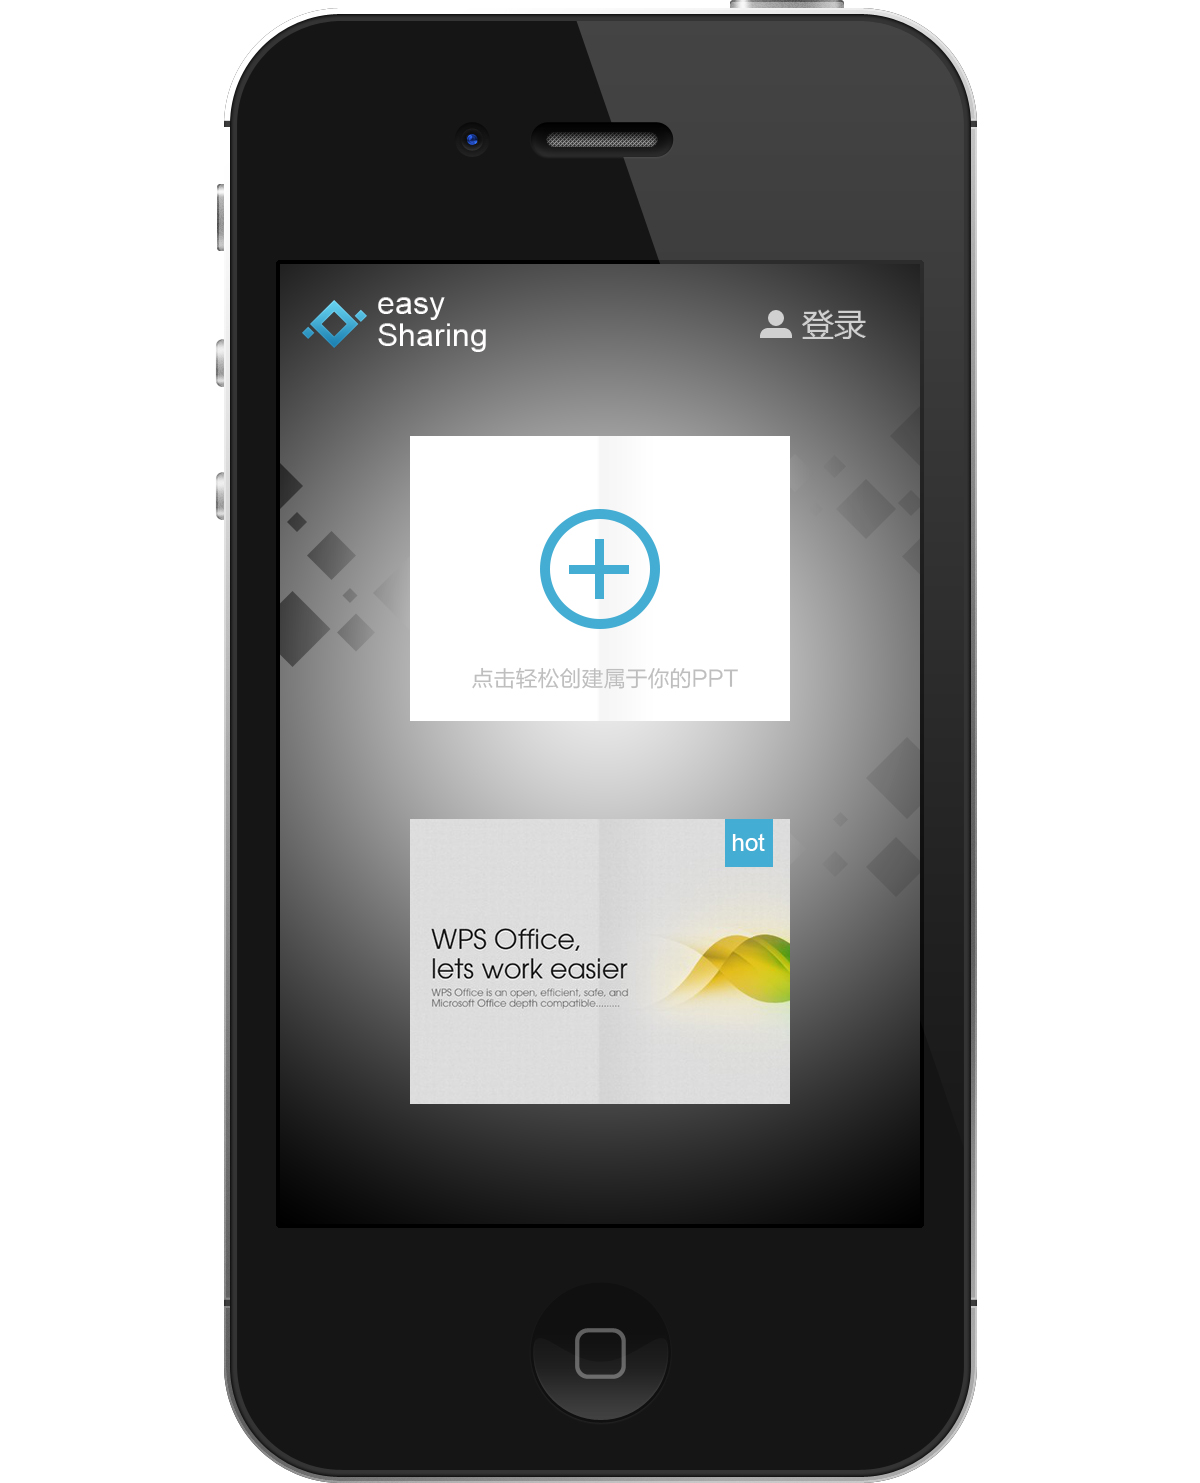 easy
Sharing
登录
点击轻松创建属于你的PPT
hot
WPS Office,
lets work easier
WPS Office is an open, efficient, safe, and
Microsoft Office depth compatible.........